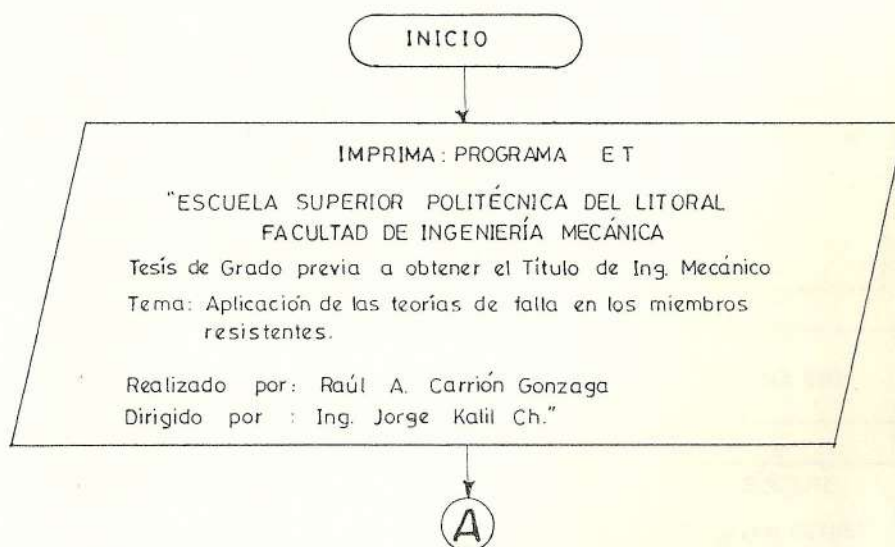 INICIO
IMPRIMA: PROGRAMA ET
"ESCUELA SUPERIOR POLITÉCNICA DEL LITORAL
FACULTAD DE INGENIERÍA MECÁNICA
Tesís de Grado previa a obtener el Título de Ing. Mecánico
Tema: Aplicación de las teorías de falla en los miembros
resistentes.
Realizado por: Raúl A. Carrión Gonzaga
Dirigido por : Ing. Jorge Kalil Ch."
A